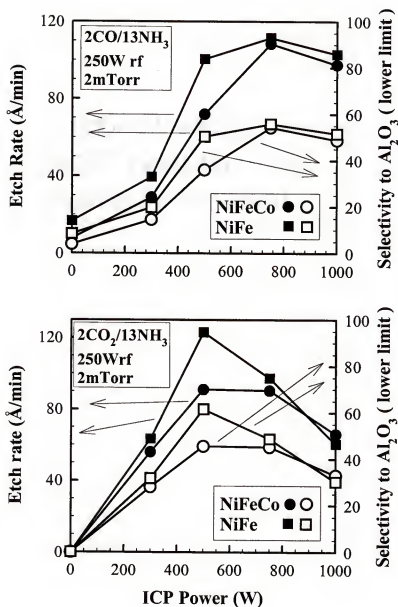 2CO/13NH₃
250W rf
2mTorr
Etch Rate (Å/min)
120
80
40
0
100
80
60
40
20
0
Selectivity to Al₂O₃ ( lower limit )
NiFeCo
NiFe
0 200 400 600 800 1000
2CO₂/13NH₃
250Wrf
2mTorr
Etch rate (Å/min)
120
80
40
0
100
80
60
40
20
0
Selectivity to Al₂O₃ ( lower limit )
NiFeCo
NiFe
0 200 400 600 800 1000
ICP Power (W)